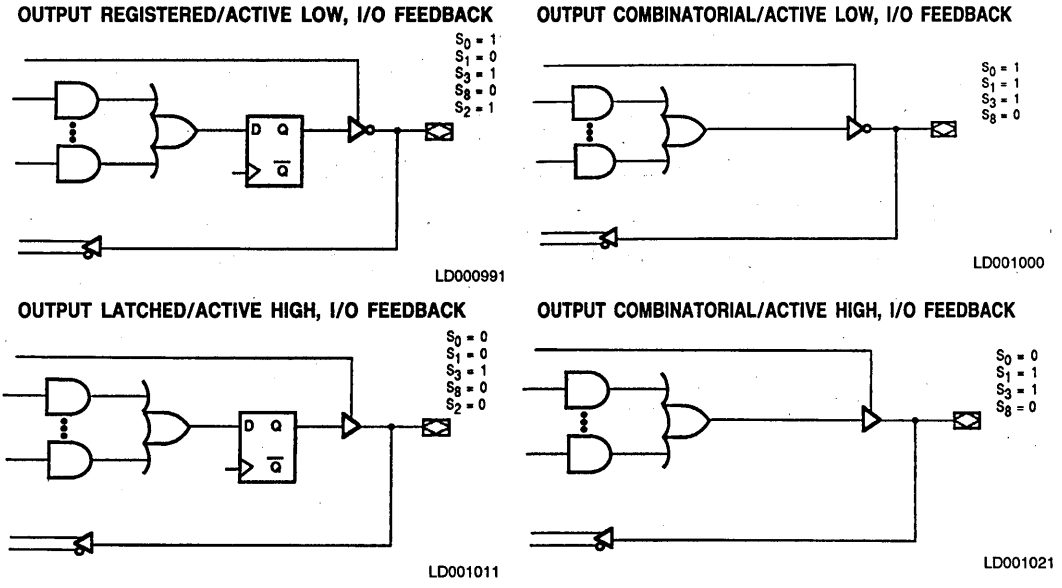 OUTPUT REGISTERED/ACTIVE LOW, I/O FEEDBACK
S0 = 1
S1 = 0
S3 = 1
S8 = 0
S2 = 1
D Q
Q̅
LD000991
OUTPUT COMBINATORIAL/ACTIVE LOW, I/O FEEDBACK
S0 = 1
S1 = 1
S3 = 1
S8 = 0
LD001000
OUTPUT LATCHED/ACTIVE HIGH, I/O FEEDBACK
S0 = 0
S1 = 0
S3 = 1
S8 = 0
S2 = 0
D Q
Q̅
LD001011
OUTPUT COMBINATORIAL/ACTIVE HIGH, I/O FEEDBACK
S0 = 0
S1 = 1
S3 = 1
S8 = 0
LD001021